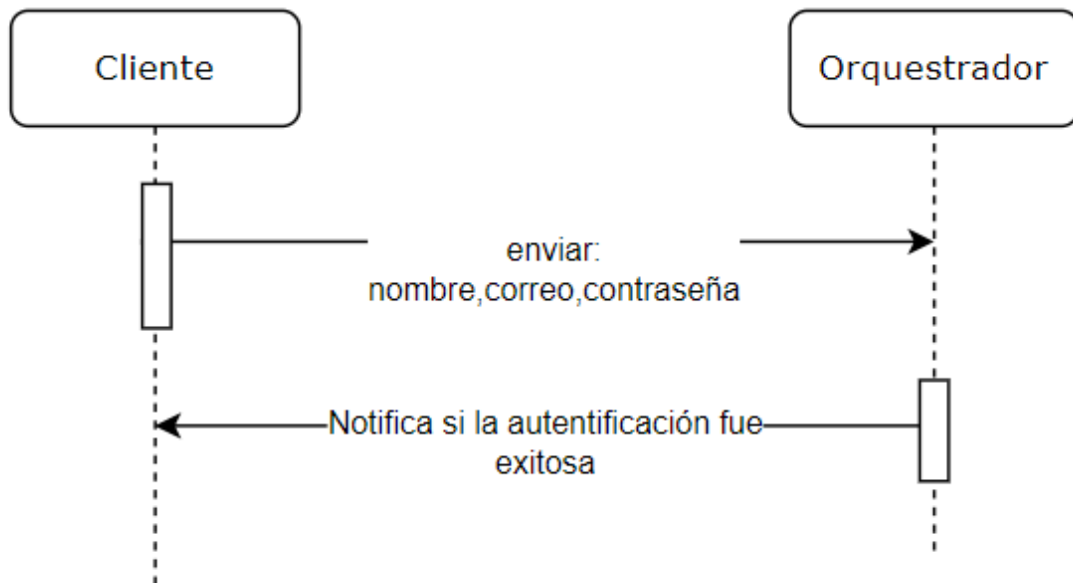 Cliente
Orquestrador
enviar:
nombre,correo,contraseña
Notifica si la autentificación fue
exitosa